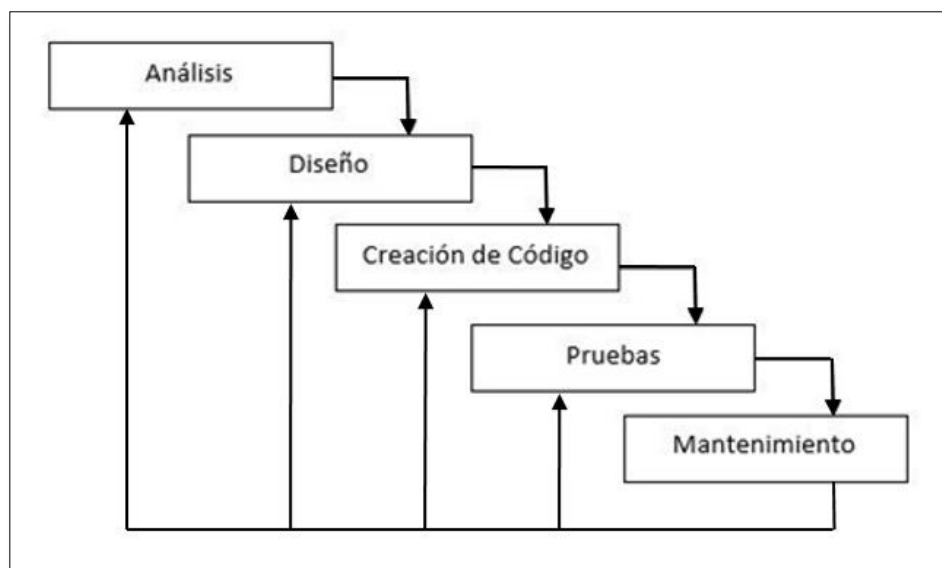 Análisis
Diseño
Creación de Código
Pruebas
Mantenimiento